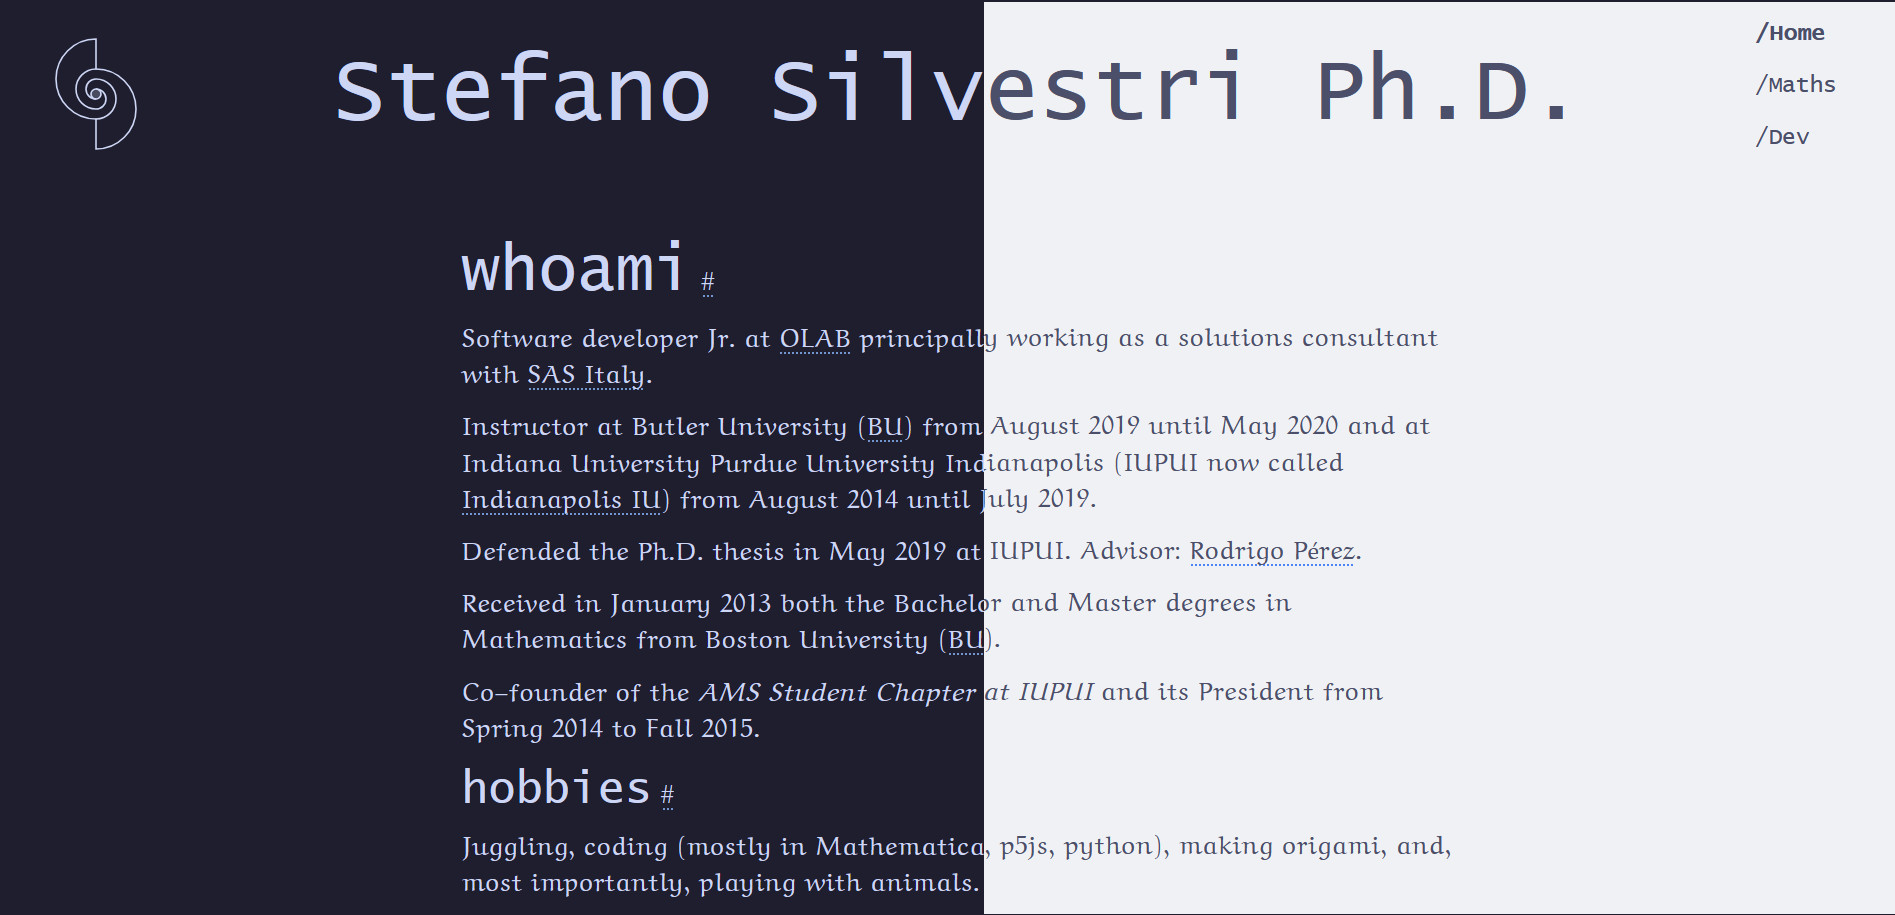 Stefano Silvestri Ph.D.
/Home
/Maths
/Dev
whoami #
Software developer Jr. at OLAB principally working as a solutions consultant
with SAS Italy.
Instructor at Butler University (BU) from August 2019 until May 2020 and at
Indiana University Purdue University Indianapolis (IUPUI now called
Indianapolis IU) from August 2014 until July 2019.
Defended the Ph.D. thesis in May 2019 at IUPUI. Advisor: Rodrigo Pérez.
Received in January 2013 both the Bachelor and Master degrees in
Mathematics from Boston University (BU).
Co–founder of the AMS Student Chapter at IUPUI and its President from
Spring 2014 to Fall 2015.
hobbies #
Juggling, coding (mostly in Mathematica, p5js, python), making origami, and,
most importantly, playing with animals.